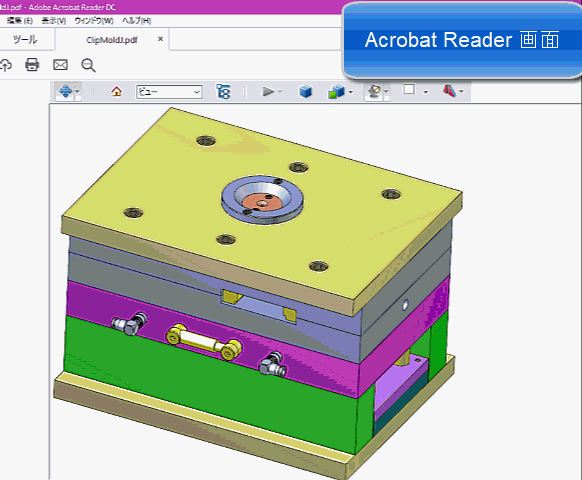 ldJ.pdf - Adobe Acrobat Reader DC
編集(E) 表示(V) ウィンドウ(W) ヘルプ(H)
ツール
ClipMoldJ.pdf ×
ビュー
Acrobat Reader 画面